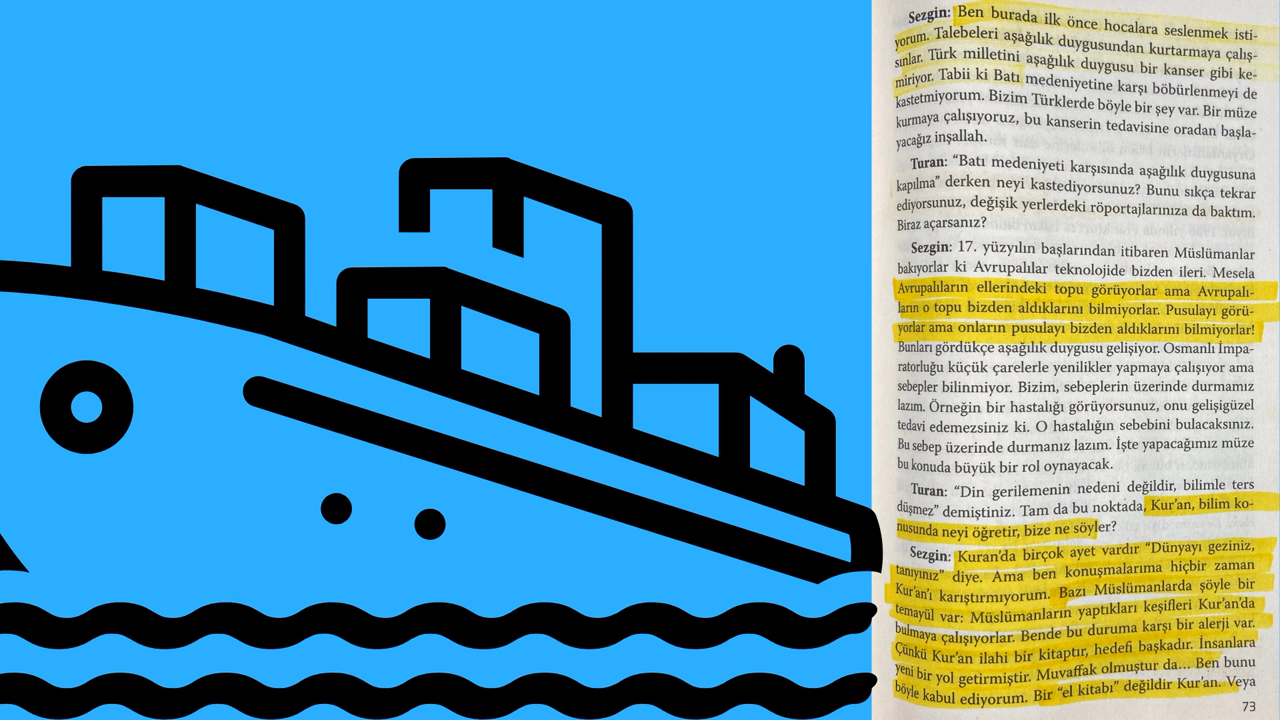 Sezgin: Ben burada ilk önce hocalara seslenmek isti-
yorum. Talebeleri aşağılık duygusundan kurtarmaya çalış-
sınlar. Türk milletini aşağılık duygusu bir kanser gibi ke-
miriyor. Tabii ki Batı medeniyetine karşı böbürlenmeyi de
kastetmiyorum. Bizim Türklerde böyle bir şey var. Bir müze
kurmaya çalışıyoruz, bu kanserin tedavisine oradan başla-
yacağız inşallah.
Turan: “Batı medeniyeti karşısında aşağılık duygusuna
kapılma” derken neyi kastediyorsunuz? Bunu sıkça tekrar
ediyorsunuz, değişik yerlerdeki röportajlarınıza da baktım.
Biraz açarsanız?
Sezgin: 17. yüzyılın başlarından itibaren Müslümanlar
bakıyorlar ki Avrupalılar teknolojide bizden ileri. Mesela
Avrupalıların ellerindeki topu görüyorlar ama Avrupalı-
ların o topu bizden aldıklarını bilmiyorlar. Pusulayı görü-
yorlar ama onların pusulayı bizden aldıklarını bilmiyorlar!
Bunları gördükçe aşağılık duygusu gelişiyor. Osmanlı İmpa-
ratorluğu küçük çarelerle yenilikler yapmaya çalışıyor ama
sebepler bilinmiyor. Bizim, sebeplerin üzerinde durmamız
lazım. Örneğin bir hastalığı görüyorsunuz, onu gelişigüzel
tedavi edemezsiniz ki. O hastalığın sebebini bulacaksınız.
Bu sebep üzerinde durmanız lazım. İşte yapacağımız müze
bu konuda büyük bir rol oynayacak.
Turan: “Din gerilemenin nedeni değildir, bilimle ters
düşmez” demiştiniz. Tam da bu noktada, Kur’an, bilim ko-
nusunda neyi öğretir, bize ne söyler?
Sezgin: Kuran’da birçok ayet vardır “Dünyayı geziniz,
tanıyınız” diye. Ama ben konuşmalarıma hiçbir zaman
Kur’an’ı karıştırmıyorum. Bazı Müslümanlarda şöyle bir
temayül var: Müslümanların yaptıkları keşifleri Kur’an’da
bulmaya çalışıyorlar. Bende bu duruma karşı bir alerji var.
Çünkü Kur’an ilahi bir kitaptır, hedefi başkadır. İnsanlara
yeni bir yol getirmiştir. Muvaffak olmuştur da... Ben bunu
böyle kabul ediyorum. Bir “el kitabı” değildir Kur’an. Veya
73